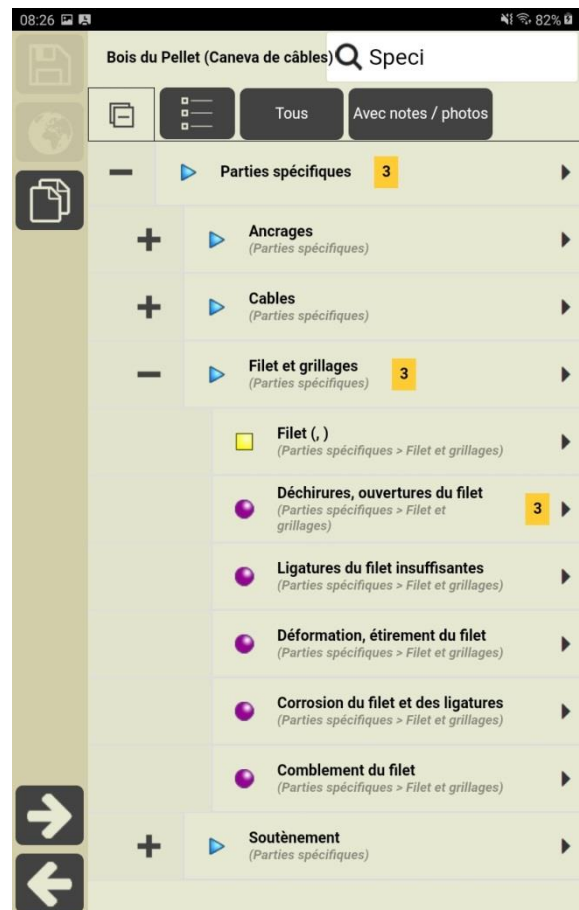 08:26 82%
Bois du Pellet (Caneva de câbles) Speci
Tous Avec notes / photos
Parties spécifiques 3
Ancrages
(Parties spécifiques)
Cables
(Parties spécifiques)
Filet et grillages 3
(Parties spécifiques)
Filet (, )
(Parties spécifiques > Filet et grillages)
Déchirures, ouvertures du filet
(Parties spécifiques > Filet et 3
grillages)
Ligatures du filet insuffisantes
(Parties spécifiques > Filet et grillages)
Déformation, étirement du filet
(Parties spécifiques > Filet et grillages)
Corrosion du filet et des ligatures
(Parties spécifiques > Filet et grillages)
Comblement du filet
(Parties spécifiques > Filet et grillages)
Soutènement
(Parties spécifiques)